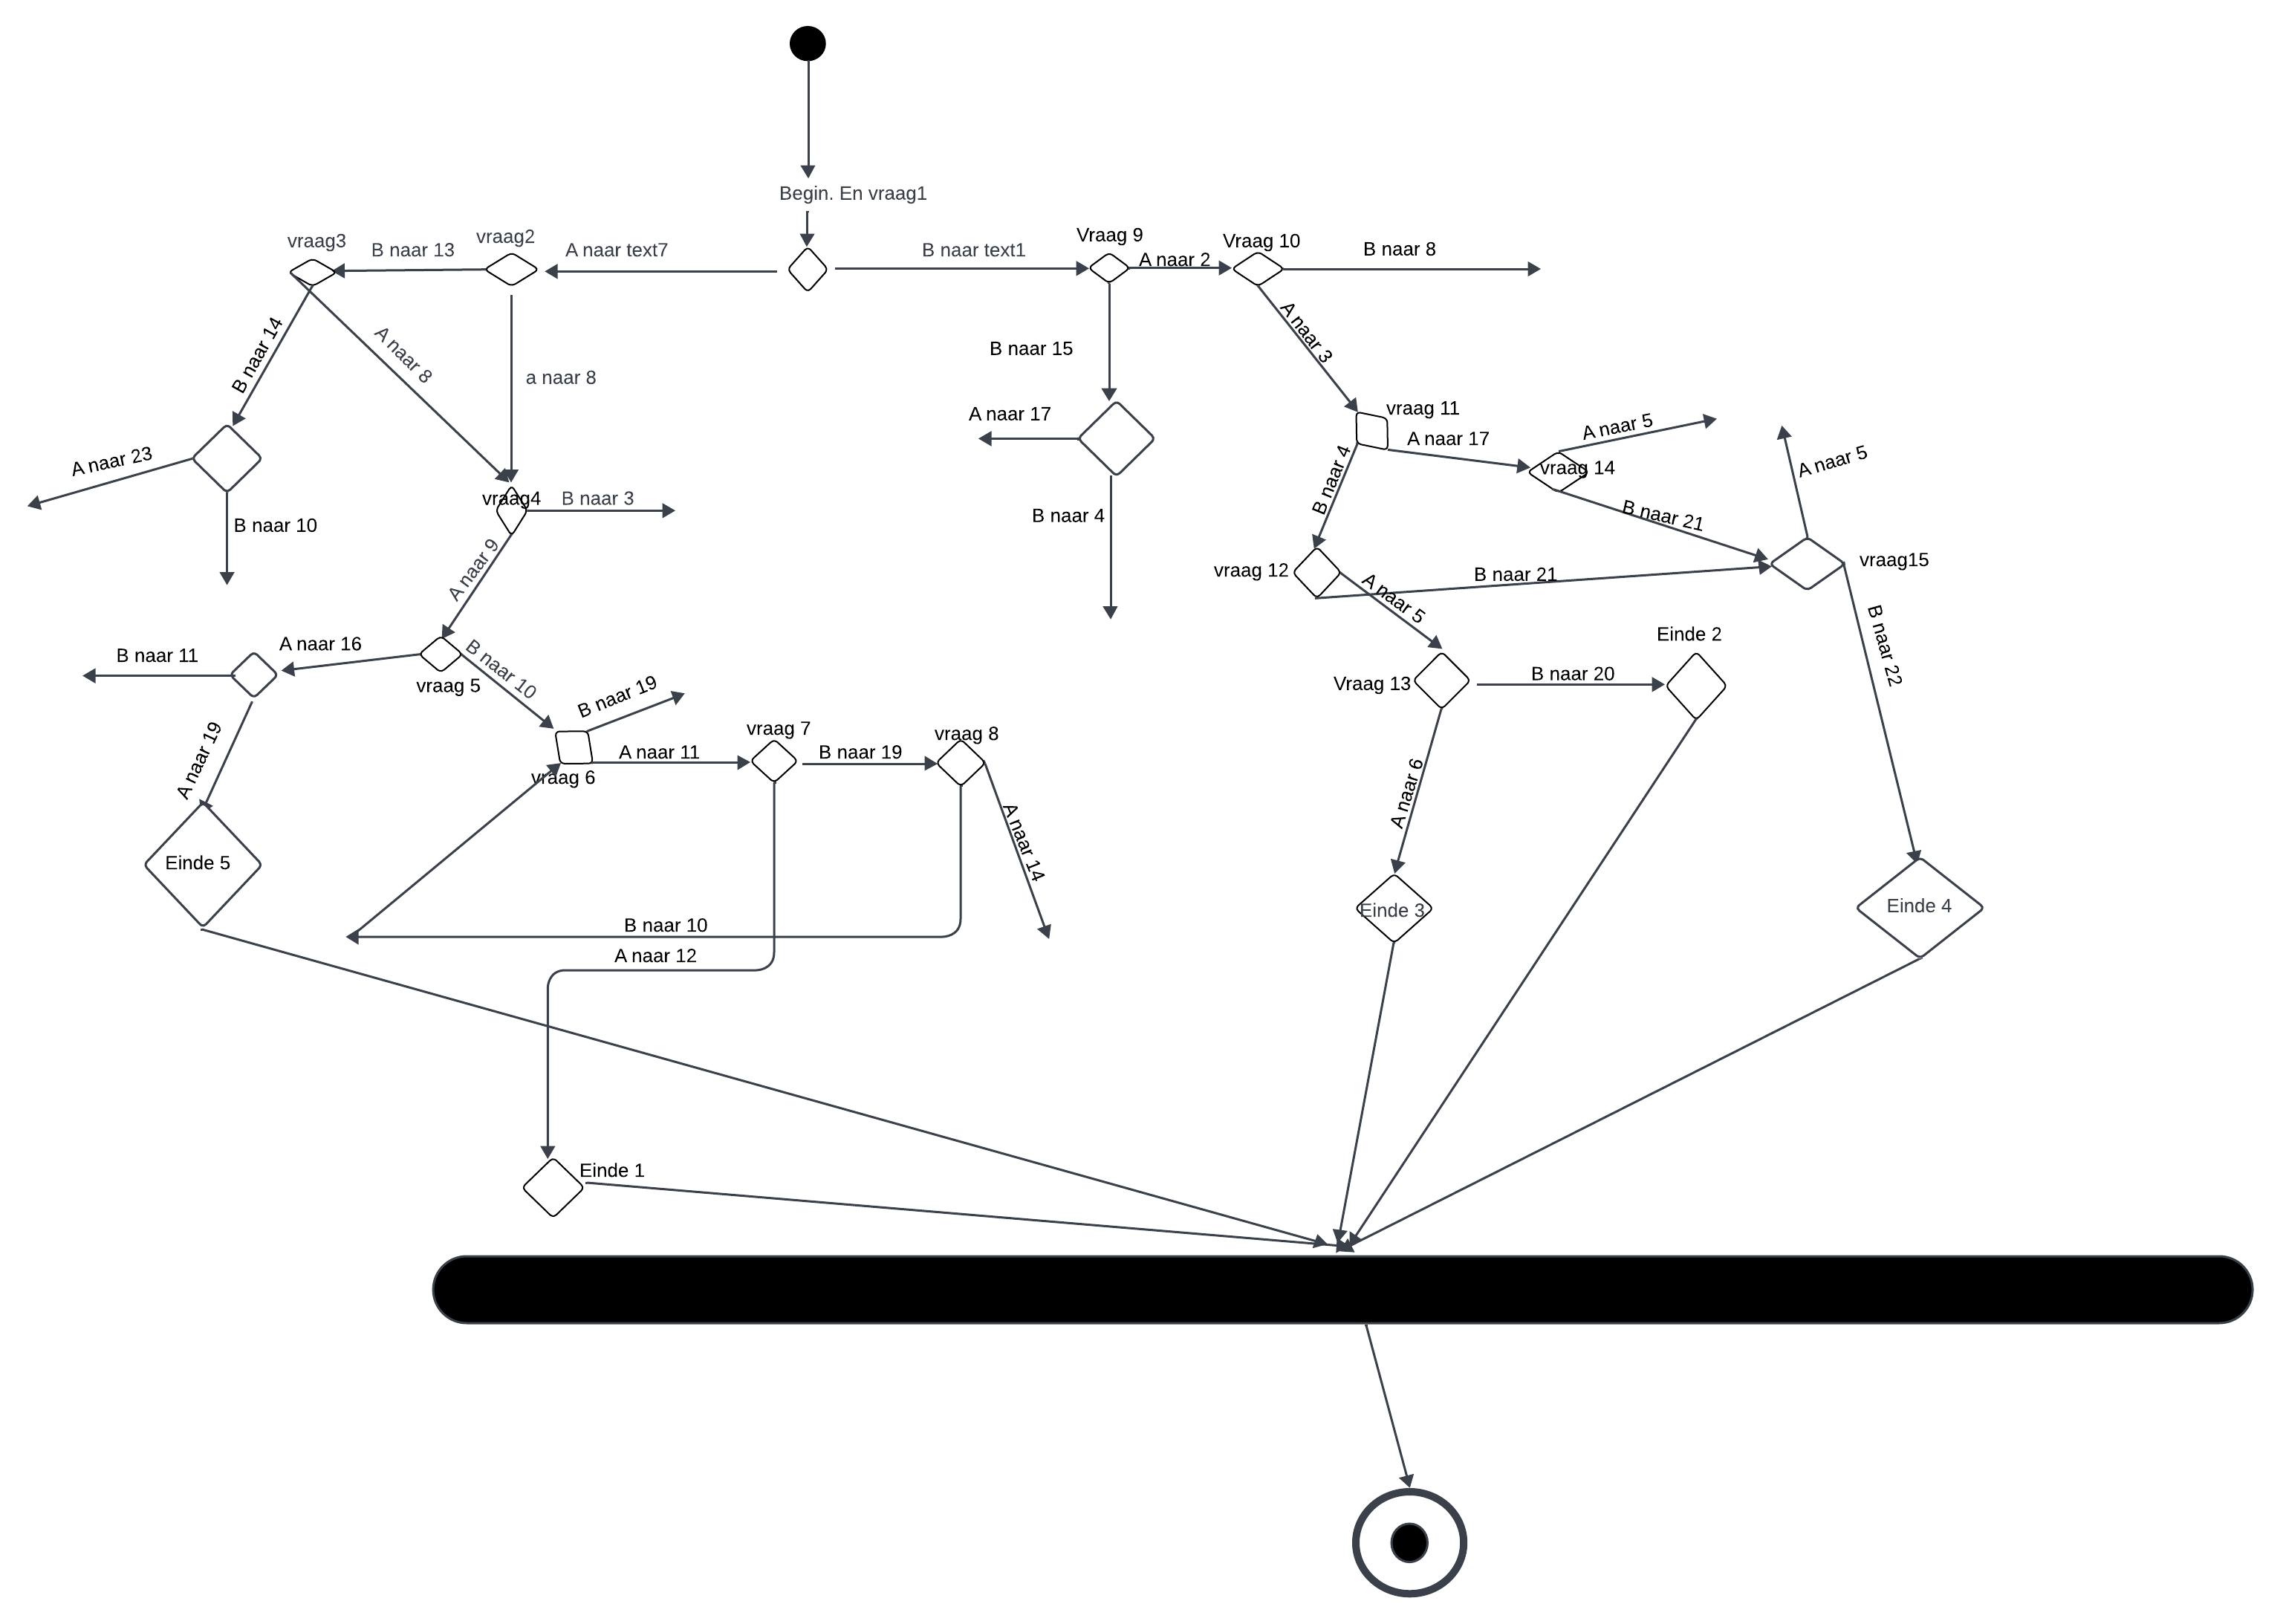 Begin. En vraag1
vraag3
B naar 13
vraag2
A naar text7
B naar text1
Vraag 9
A naar 2
Vraag 10
B naar 8
B naar 14
A naar 8
a naar 8
B naar 15
A naar 3
A naar 17
vraag 11
A naar 17
A naar 5
vraag 14
A naar 5
A naar 23
B naar 10
vraag4
B naar 3
B naar 4
B naar 4
B naar 21
vraag 12
A naar 5
B naar 21
vraag15
A naar 9
B naar 11
A naar 16
vraag 5
B naar 10
B naar 19
Einde 2
B naar 22
Vraag 13
B naar 20
A naar 19
vraag 6
A naar 11
vraag 7
B naar 19
vraag 8
A naar 14
A naar 6
Einde 5
Einde 3
Einde 4
B naar 10
A naar 12
Einde 1